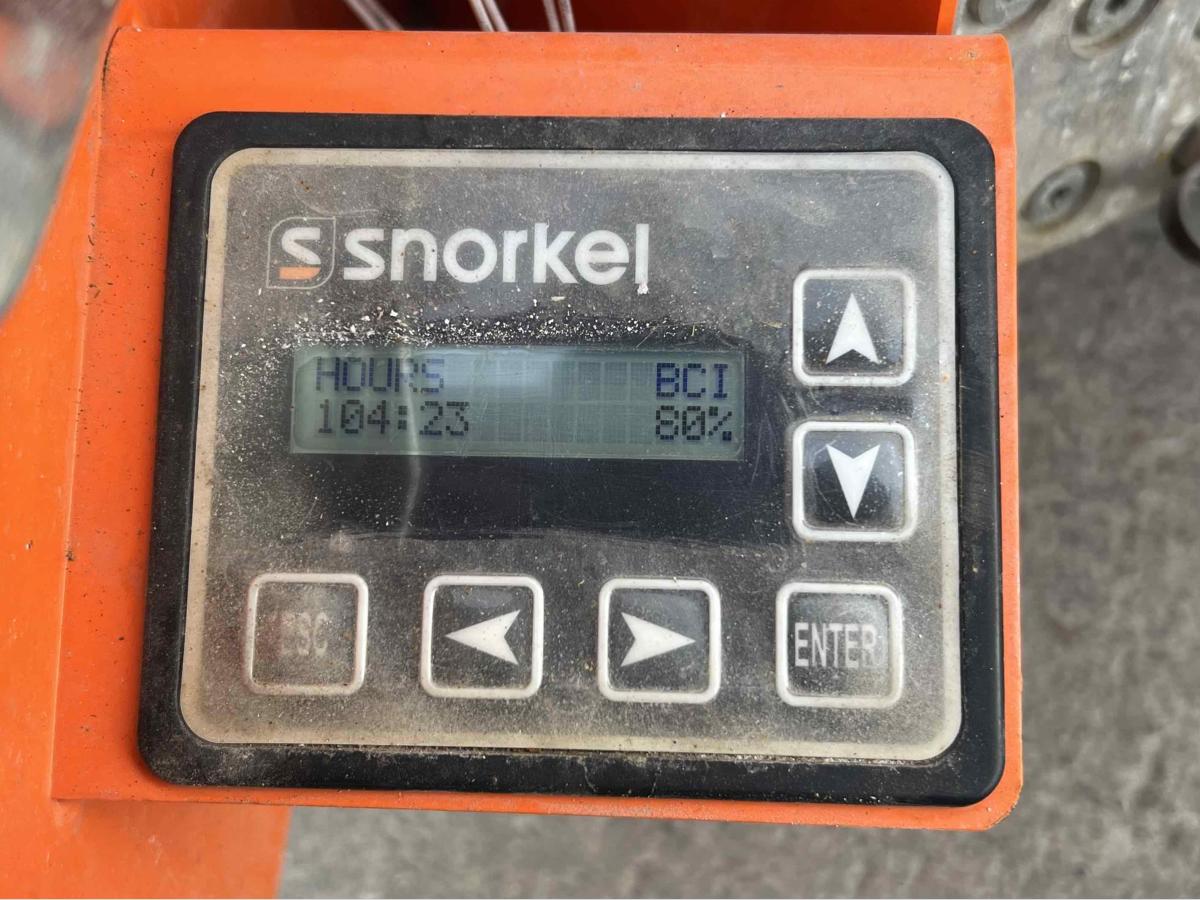 S snorkel
HOURS BCI
104:23 80%
ESC
ENTER